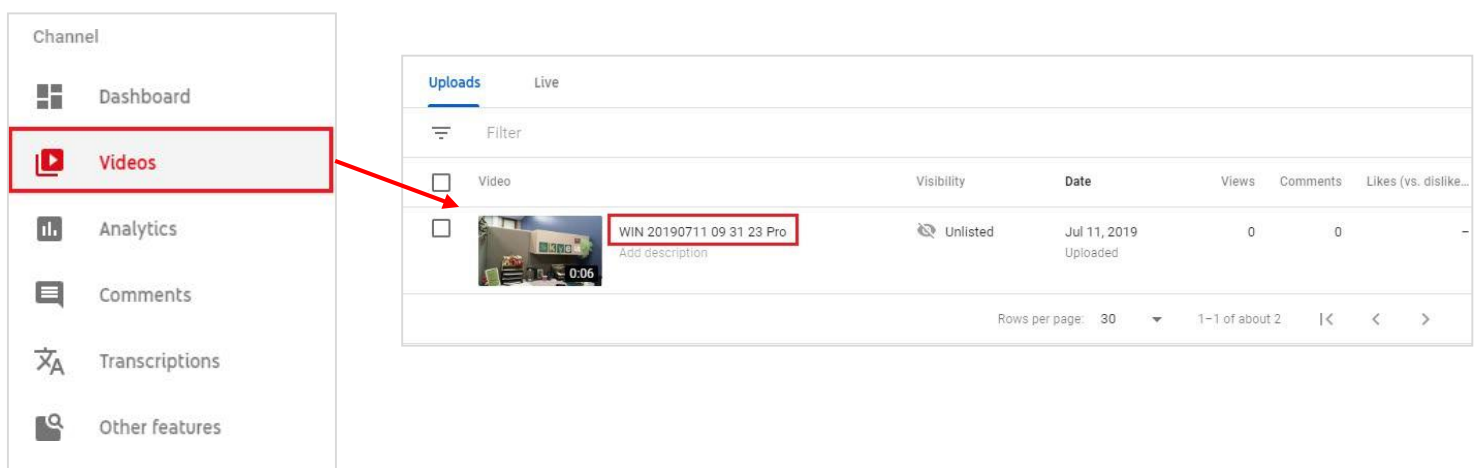 Channel
Dashboard
Videos
Analytics
Comments
Transcriptions
Other features
Uploads Live
Filter
Video Visibility Date Views Comments Likes (vs. dislike...
WIN 20190711 09 31 23 Pro Unlisted Jul 11, 2019 0 0 –
Add description Uploaded
0:06
Rows per page: 30 1–1 of about 2